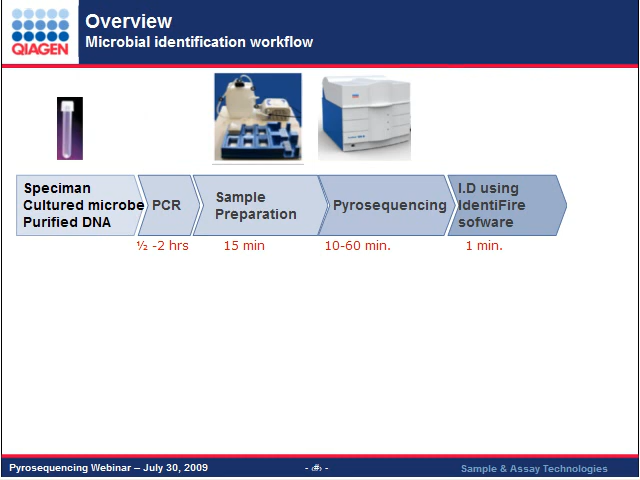 QIAGEN
Overview
Microbial identification workflow
Speciman
Cultured microbe
Purified DNA
PCR
Sample
Preparation
Pyrosequencing
I.D using
IdentiFire
sofware
½ -2 hrs
15 min
10-60 min.
1 min.
Pyrosequencing Webinar – July 30, 2009
- ‹#› -
Sample & Assay Technologies